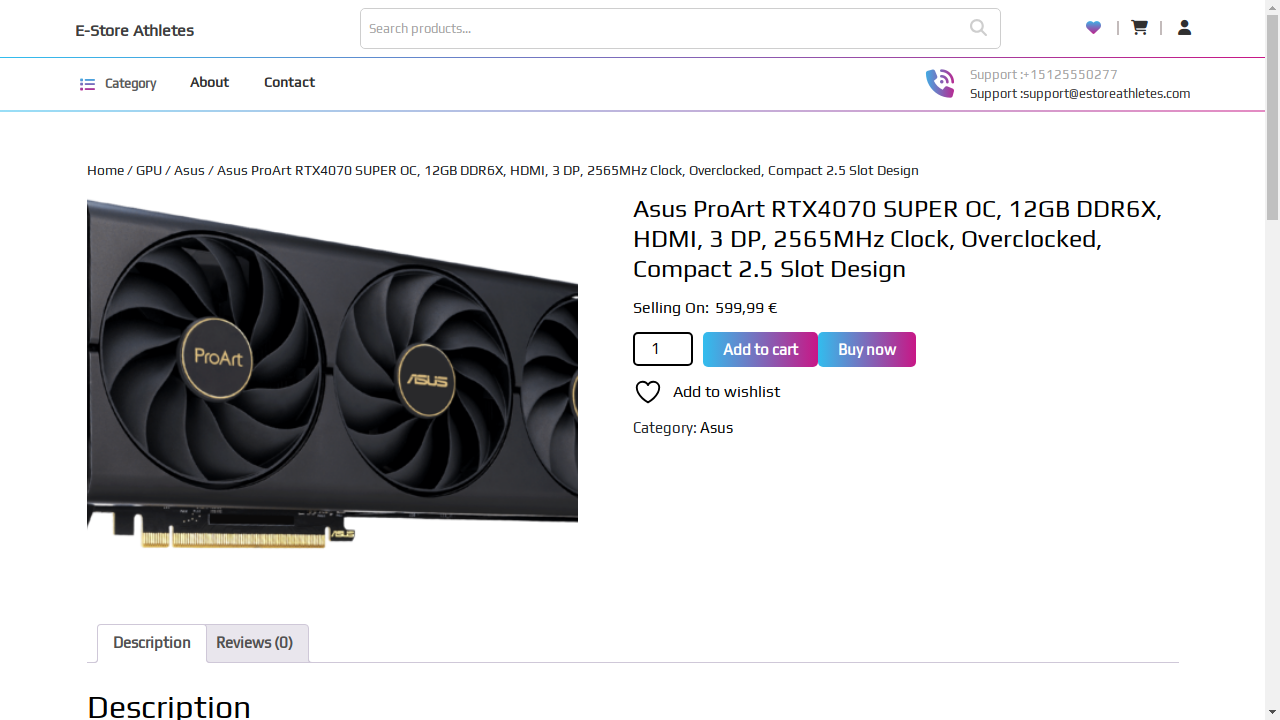 E-Store Athletes
Search products...
Category
About
Contact
Support :+15125550277
Support :support@estoreathletes.com
Home / GPU / Asus / Asus ProArt RTX4070 SUPER OC, 12GB DDR6X, HDMI, 3 DP, 2565MHz Clock, Overclocked, Compact 2.5 Slot Design
ProArt
ASUS
ASUS
Asus ProArt RTX4070 SUPER OC, 12GB DDR6X,
HDMI, 3 DP, 2565MHz Clock, Overclocked,
Compact 2.5 Slot Design
Selling On: 599,99 €
1
Add to cart
Buy now
Add to wishlist
Category: Asus
Description
Reviews (0)
Description